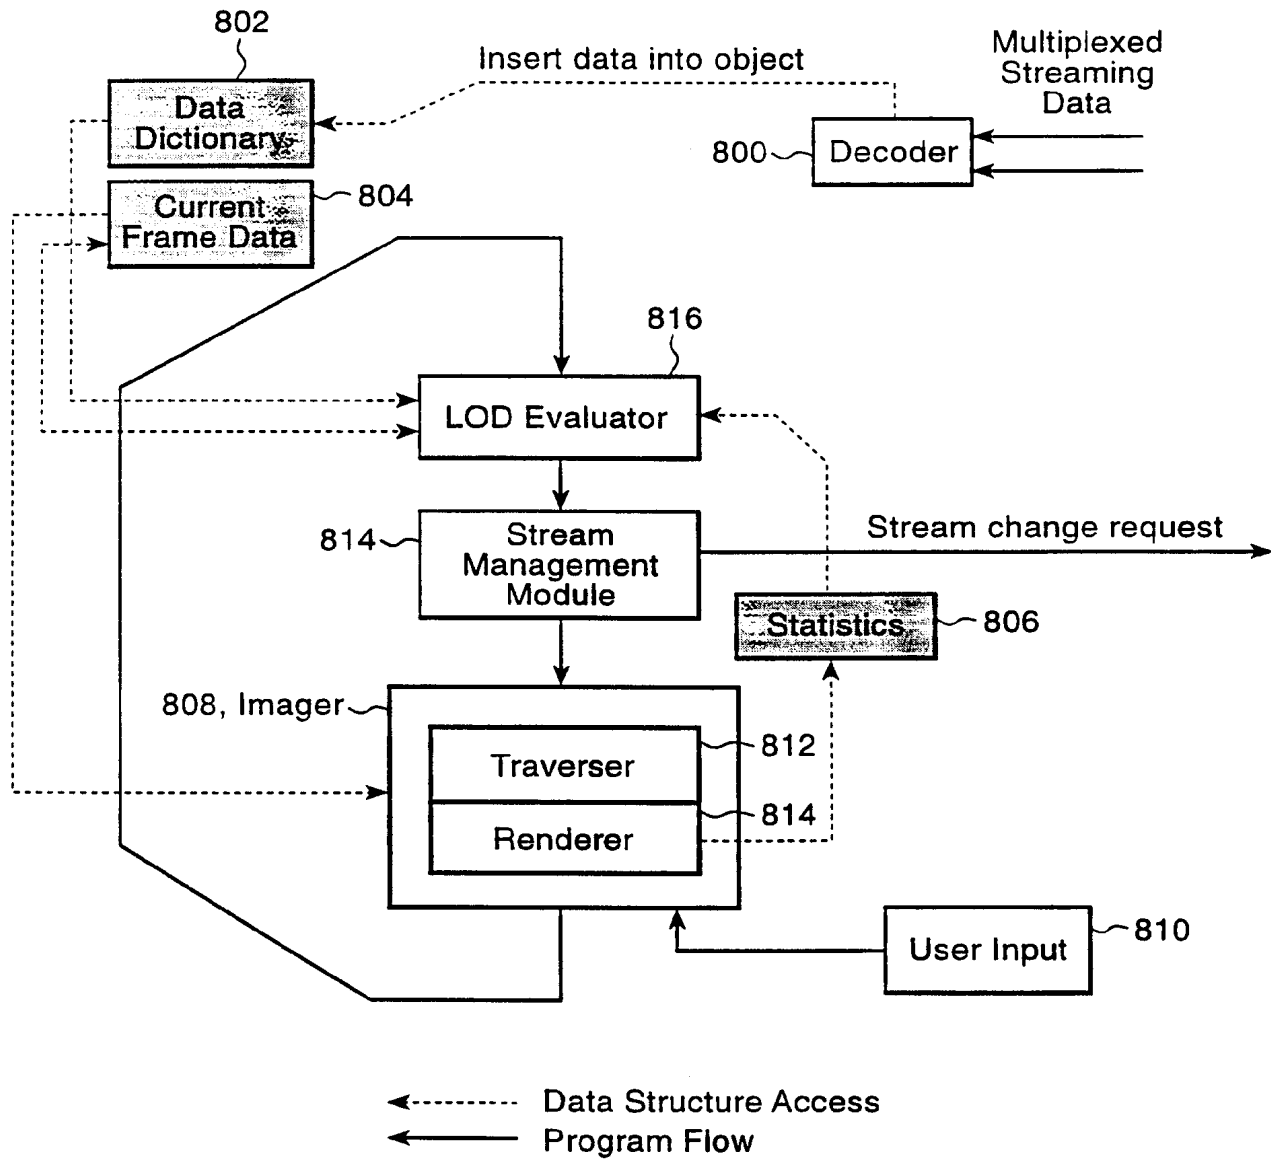 802
Insert data into object
Multiplexed
Streaming
Data
Data
Dictionary
800
Decoder
804
Current
Frame Data
816
LOD Evaluator
814
Stream
Management
Module
Stream change request
Statistics
806
808, Imager
812
Traverser
814
Renderer
User Input
810
Data Structure Access
Program Flow